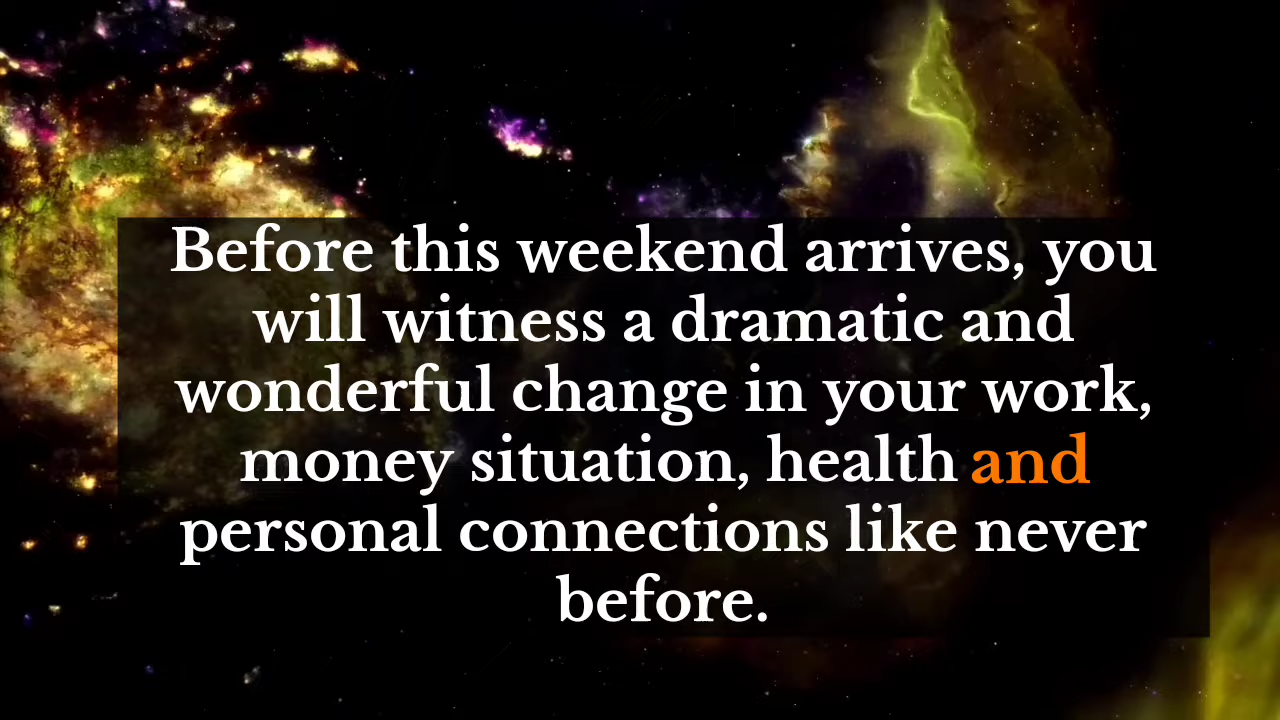 Before this weekend arrives, you
will witness a dramatic and
wonderful change in your work,
money situation, health and
personal connections like never
before.